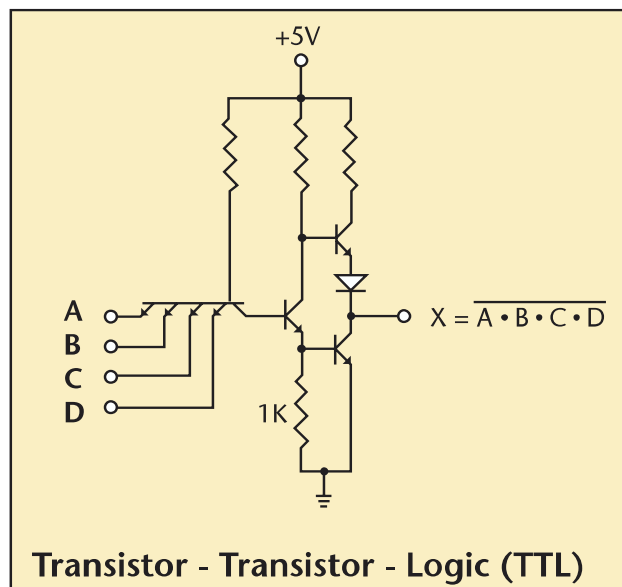 +5V
A
B
C
D
X = A • B • C • D
1K
Transistor - Transistor - Logic (TTL)